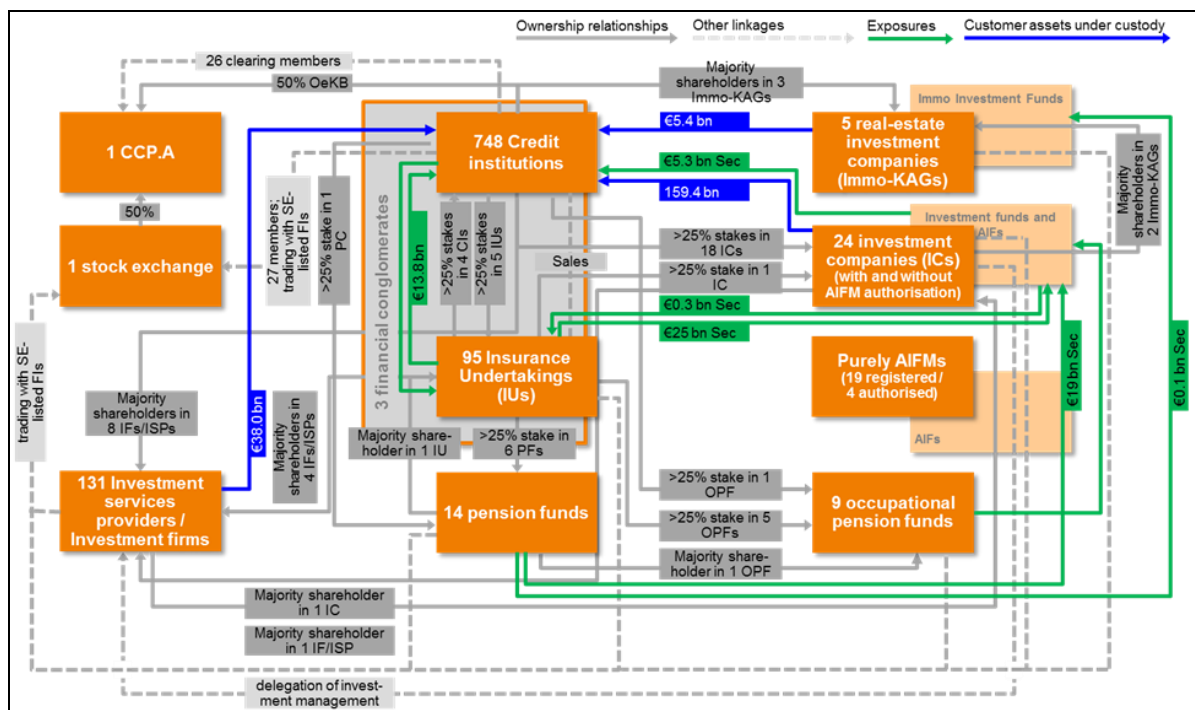 Ownership relationships
Other linkages
Exposures
Customer assets under custody
26 clearing members
50% OeKB
Majority
shareholders in 3
Immo-KAGs
Immo Investment Funds
1 CCP.A
748 Credit
institutions
€5.4 bn
5 real-estate
investment
companies
(Immo-KAGs)
€5.3 bn Sec
159.4 bn
Majority
shareholders in
2 Immo-KAGs
50%
27 members;
trading with SE-
listed FIs
>25% stake in 1
PC
€13.8 bn
>25% stakes
in 4 CIs
>25% stakes
in 5 IUs
Sales
>25% stakes in
18 ICs
>25% stake in 1
IC
Investment funds and
AIFs
24 investment
companies (ICs)
(with and without
AIFM authorisation)
1 stock exchange
€0.3 bn Sec
€25 bn Sec
3 financial conglomerates
95 Insurance
Undertakings
(IUs)
Purely AIFMs
(19 registered /
4 authorised)
AIFs
€19 bn Sec
€0.1 bn Sec
trading with SE-
listed FIs
Majority
shareholders in
8 IFs/ISPs
€38.0 bn
Majority
shareholders in
4 IFs/ISPs
Majority share-
holder in 1 IU
>25% stake in
6 PFs
>25% stake in 1
OPF
>25% stake in 5
OPFs
Majority share-
holder in 1 OPF
131 Investment
services
providers /
Investment firms
14 pension funds
9 occupational
pension funds
Majority shareholder
in 1 IC
Majority shareholder
in 1 IF/ISP
delegation of invest-
ment management